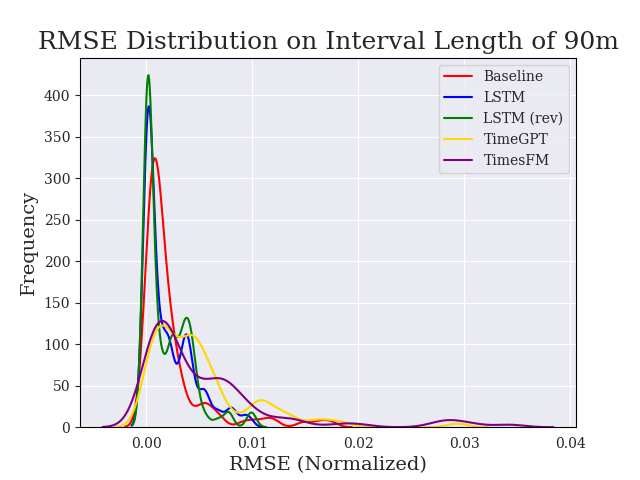 RMSE Distribution on Interval Length of 90m
Baseline
LSTM
LSTM (rev)
TimeGPT
TimesFM
Frequency
400
350
300
250
200
150
100
50
0
0.00 0.01 0.02 0.03 0.04
RMSE (Normalized)